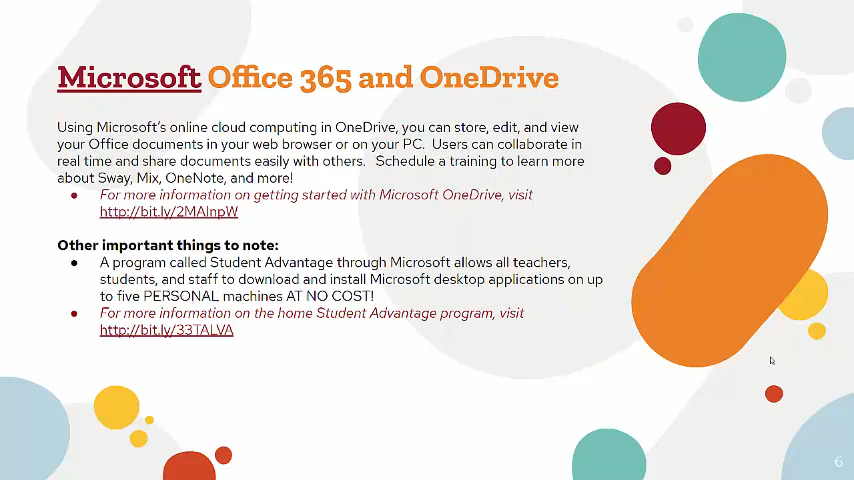 Microsoft Office 365 and OneDrive
Using Microsoft's online cloud computing in OneDrive, you can store, edit, and view
your Office documents in your web browser or on your PC. Users can collaborate in
real time and share documents easily with others. Schedule a training to learn more
about Sway, Mix, OneNote, and more!
● For more information on getting started with Microsoft OneDrive, visit
http://bit.ly/2MAlnpW
Other important things to note:
● A program called Student Advantage through Microsoft allows all teachers,
students, and staff to download and install Microsoft desktop applications on up
to five PERSONAL machines AT NO COST!
● For more information on the home Student Advantage program, visit
http://bit.ly/33TALVA
6